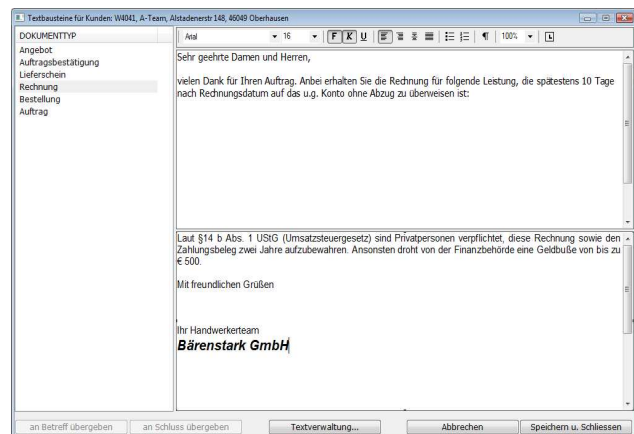 Textbausteine für Kunden: W4041, A-Team, Alstadenerstr 148, 46049 Oberhausen
DOKUMENTTYP
Angebot
Auftragsbestätigung
Lieferschein
Rechnung
Bestellung
Auftrag
Arial 16 F K U 100% L
Sehr geehrte Damen und Herren,
vielen Dank für Ihren Auftrag. Anbei erhalten Sie die Rechnung für folgende Leistung, die spätestens 10 Tage
nach Rechnungsdatum auf das u.g. Konto ohne Abzug zu überweisen ist:
Laut §14 b Abs. 1 UStG (Umsatzsteuergesetz) sind Privatpersonen verpflichtet, diese Rechnung sowie den
Zahlungsbeleg zwei Jahre aufzubewahren. Ansonsten droht von der Finanzbehörde eine Geldbuße von bis zu
€ 500.
Mit freundlichen Grüßen
Ihr Handwerkerteam
Bärenstark GmbH
an Betreff übergeben an Schluss übergeben Textverwaltung... Abbrechen Speichern u. Schliessen